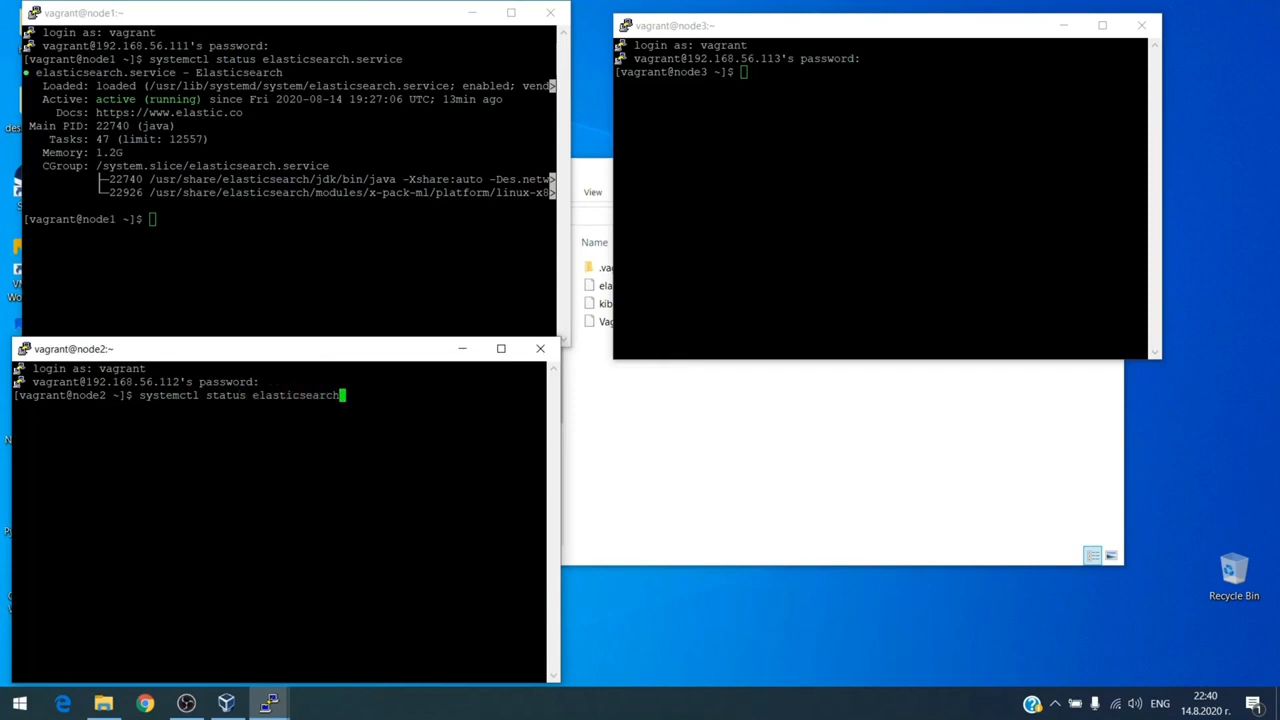 vagrant@node1:~
login as: vagrant
vagrant@192.168.56.111's password:
[vagrant@node1 ~]$ systemctl status elasticsearch.service
● elasticsearch.service - Elasticsearch
Loaded: loaded (/usr/lib/systemd/system/elasticsearch.service; enabled; vend>
Active: active (running) since Fri 2020-08-14 19:27:06 UTC; 13min ago
Docs: https://www.elastic.co
Main PID: 22740 (java)
Tasks: 47 (limit: 12557)
Memory: 1.2G
CGroup: /system.slice/elasticsearch.service
├─22740 /usr/share/elasticsearch/jdk/bin/java -Xshare:auto -Des.netw>
└─22926 /usr/share/elasticsearch/modules/x-pack-ml/platform/linux-x8>
[vagrant@node1 ~]$
vagrant@node3:~
login as: vagrant
vagrant@192.168.56.113's password:
[vagrant@node3 ~]$
View
Name
.vac
ela
kib
Vag
vagrant@node2:~
login as: vagrant
vagrant@192.168.56.112's password:
[vagrant@node2 ~]$ systemctl status elasticsearch
Recycle Bin
ENG
22:40
14.8.2020 г.
1